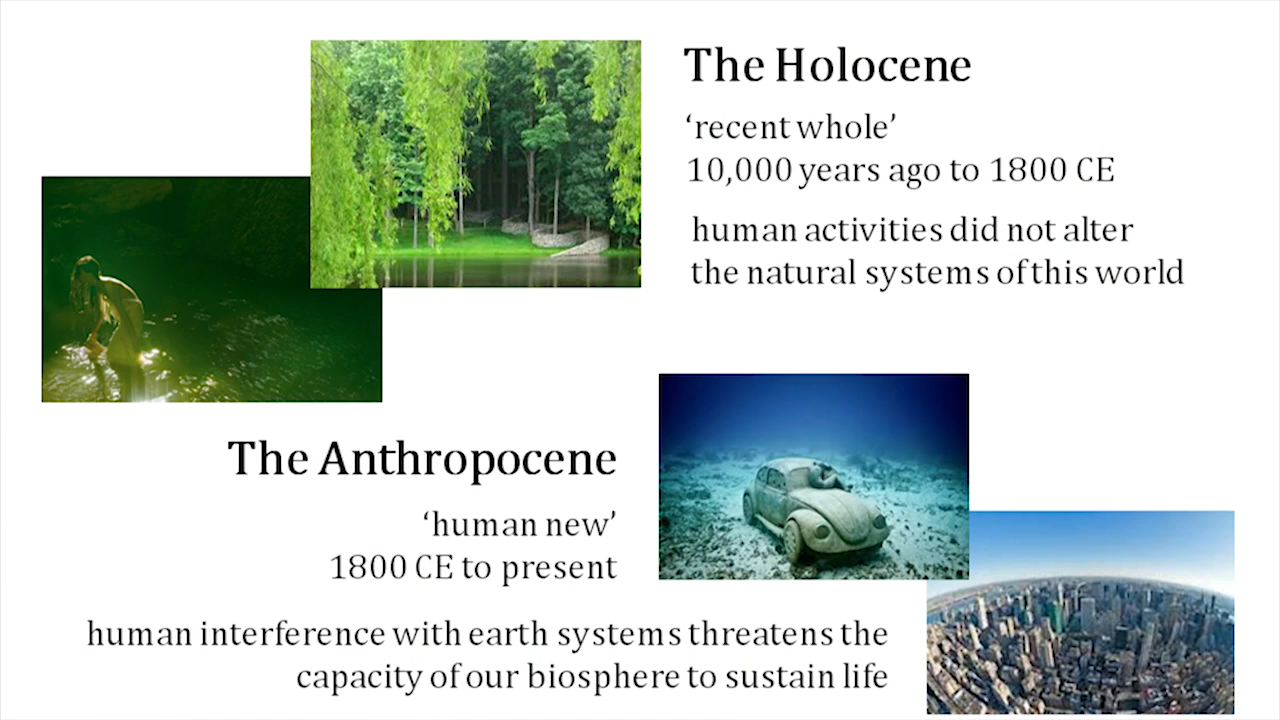 The Holocene
‘recent whole’
10,000 years ago to 1800 CE
human activities did not alter
the natural systems of this world
The Anthropocene
‘human new’
1800 CE to present
human interference with earth systems threatens the
capacity of our biosphere to sustain life